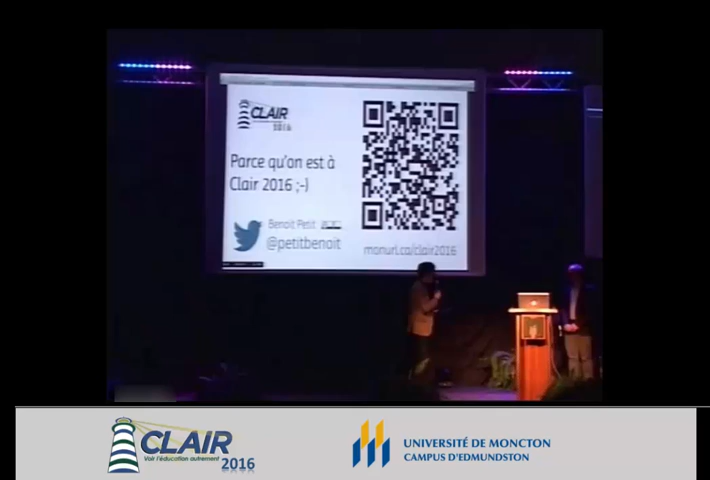 CLAIR
2016
Parce qu'on est à
Clair 2016 ;-)
Benoit Petit
@petitbenoit
monurl.ca/clair2016
CLAIR
Voir l'éducation autrement
2016
UNIVERSITÉ DE MONCTON
CAMPUS D'EDMUNDSTON